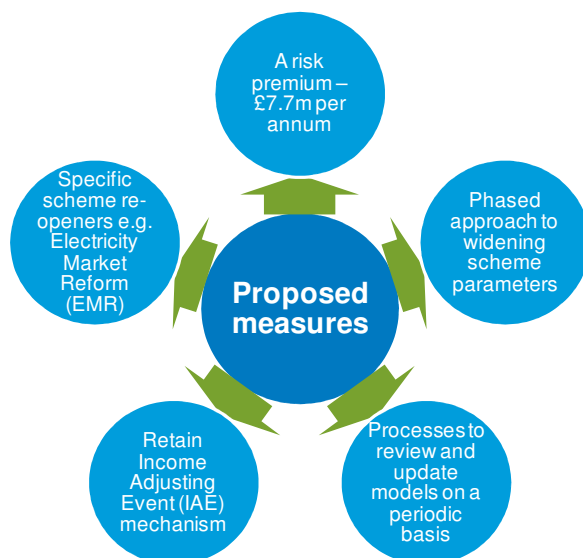 A risk
premium –
£7.7m per
annum
Specific
scheme re-
openers e.g.
Electricity
Market
Reform
(EMR)
Phased
approach to
widening
scheme
parameters
Proposed
measures
Retain
Income
Adjusting
Event (IAE)
mechanism
Processes to
review and
update
models on a
periodic
basis